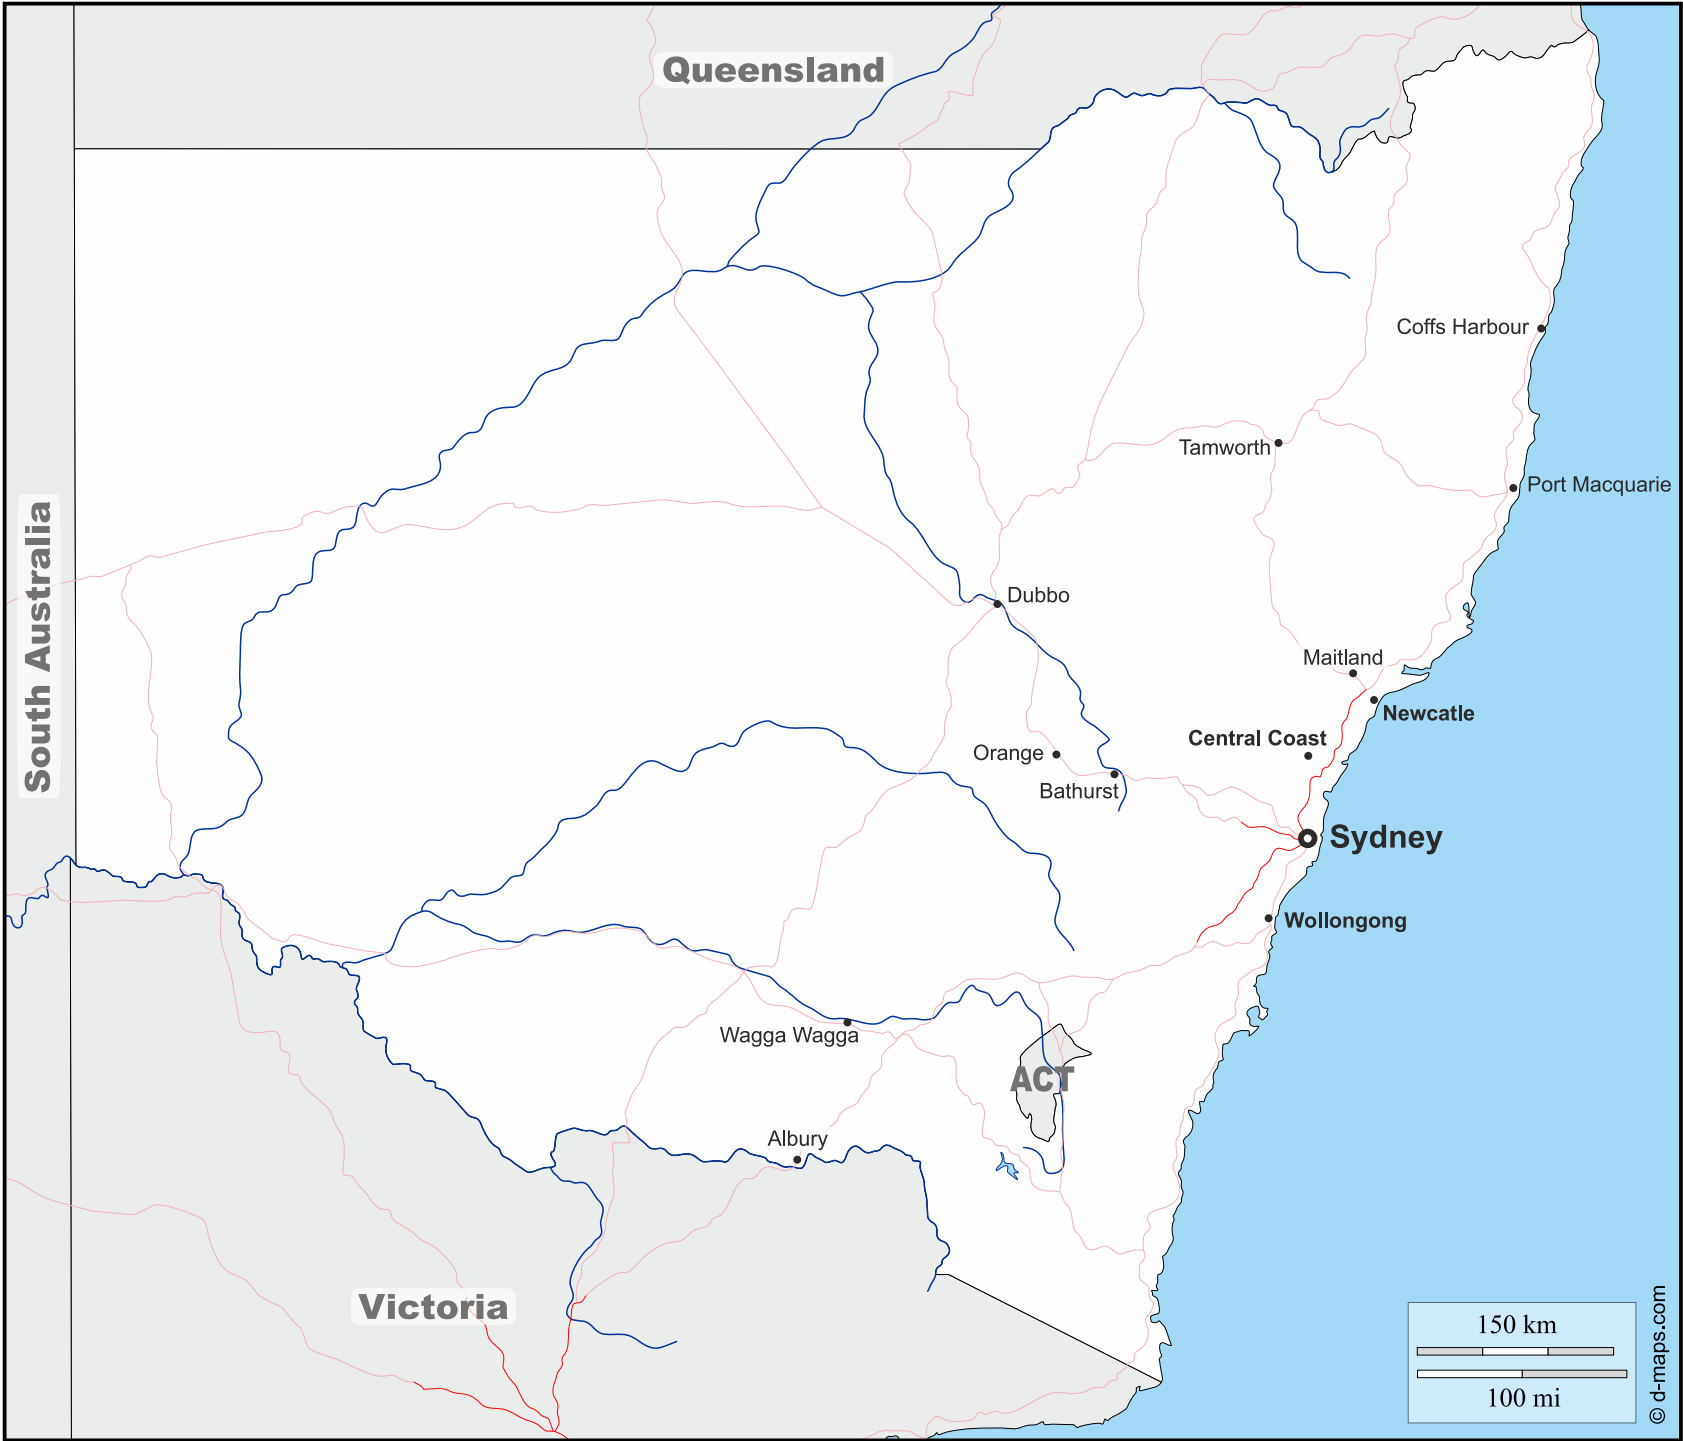 Queensland
South Australia
Coffs Harbour
Tamworth
Port Macquarie
Dubbo
Maitland
Newcatle
Central Coast
Orange
Bathurst
Sydney
Wollongong
Wagga Wagga
ACT
Albury
Victoria
150 km
100 mi
© d-maps.com